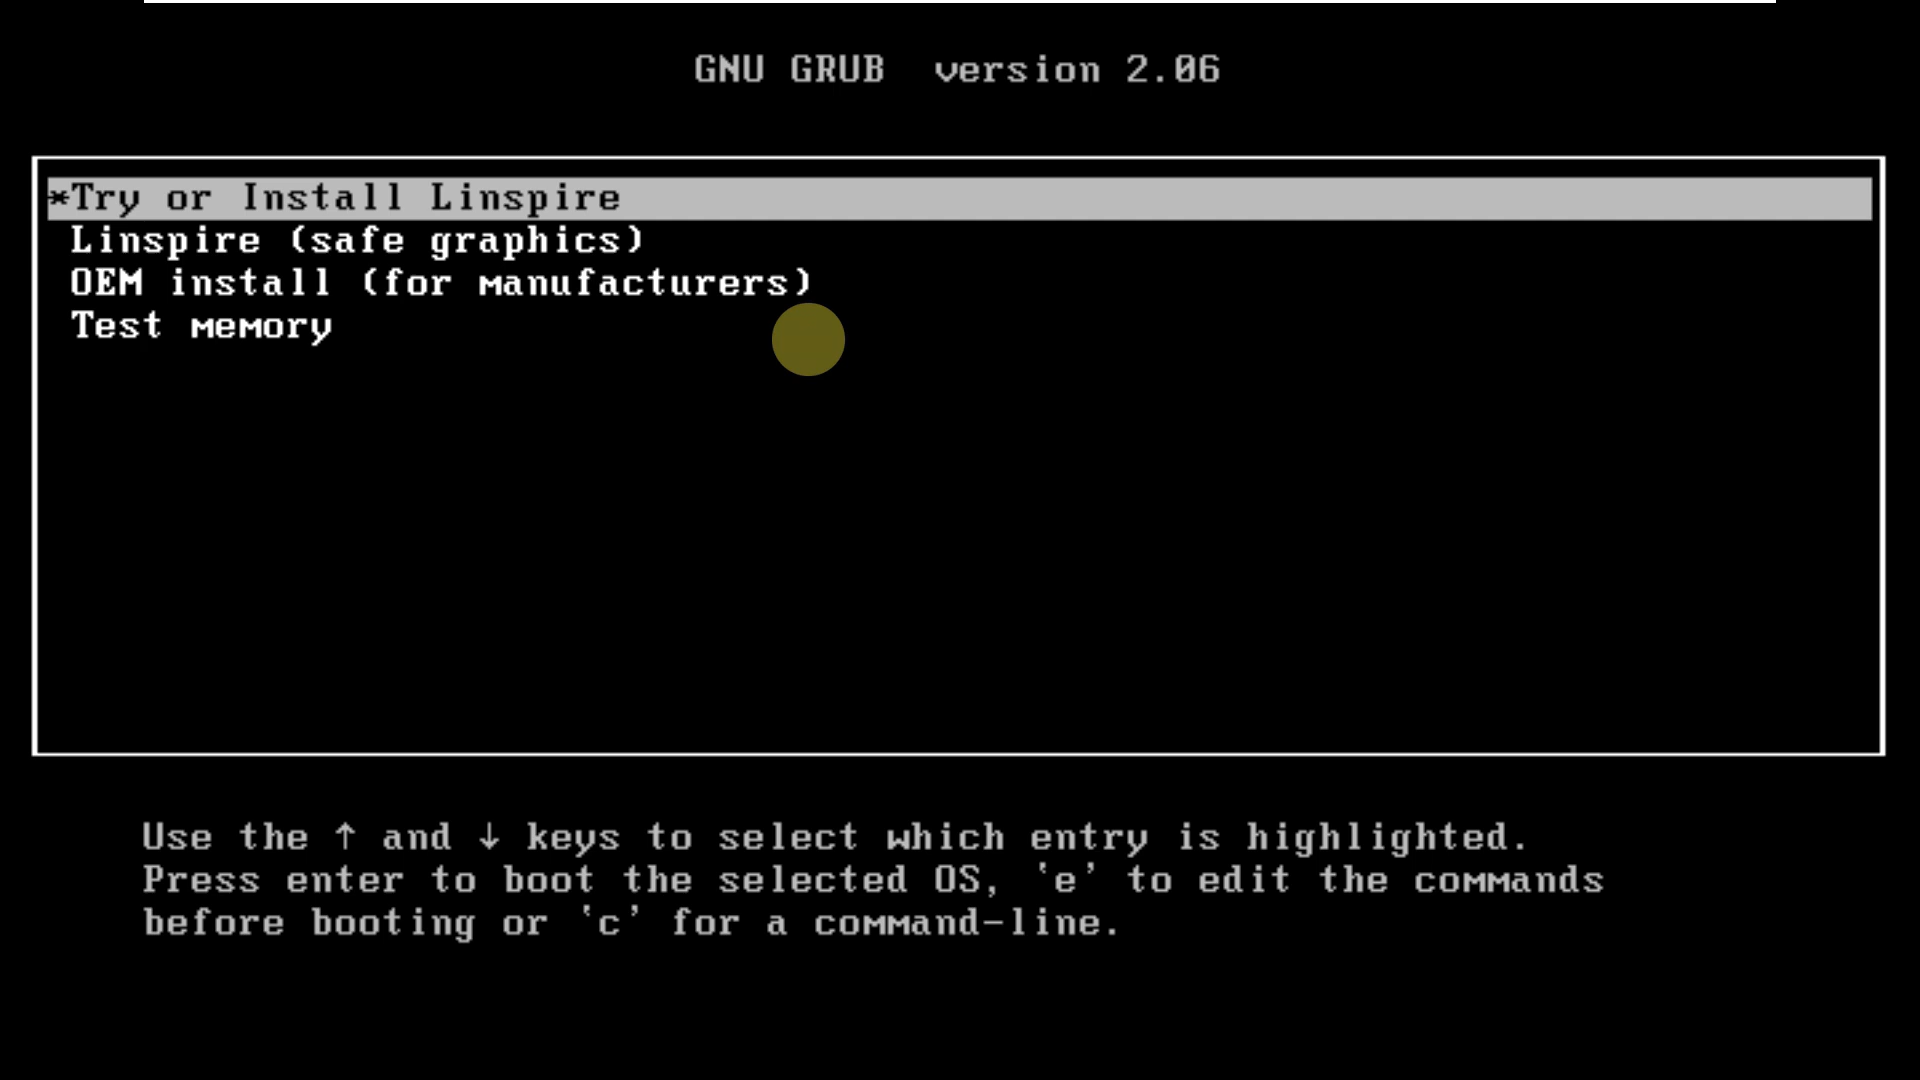 GNU GRUB  version 2.06
*Try or Install Linspire
Linspire (safe graphics)
OEM install (for manufacturers)
Test memory
Use the ↑ and ↓ keys to select which entry is highlighted.
Press enter to boot the selected OS, `e' to edit the commands
before booting or `c' for a command-line.